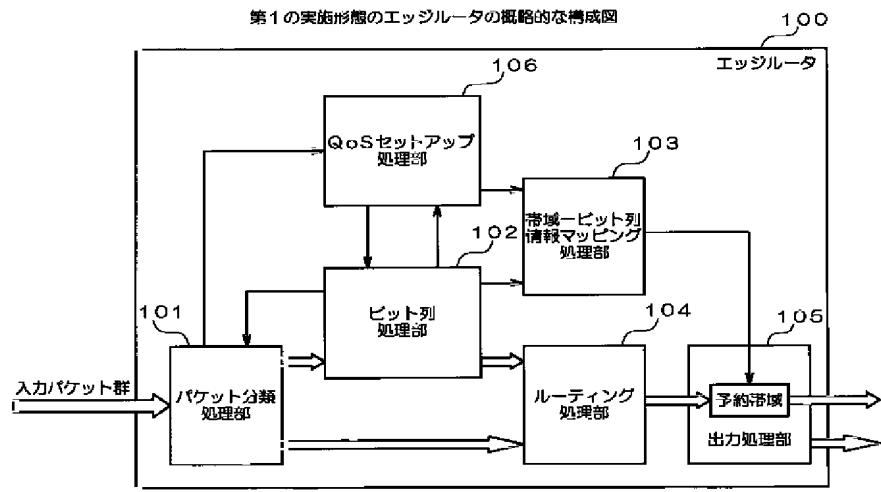 第1の実施形態のエッジルータの概略的な構成図
100
エッジルータ
106
QoSセットアップ
処理部
103
帯域ービット列
情報マッピング
処理部
102
ビット列
処理部
101
パケット分類
処理部
104
ルーティング
処理部
105
予約帯域
出力処理部
入力パケット群